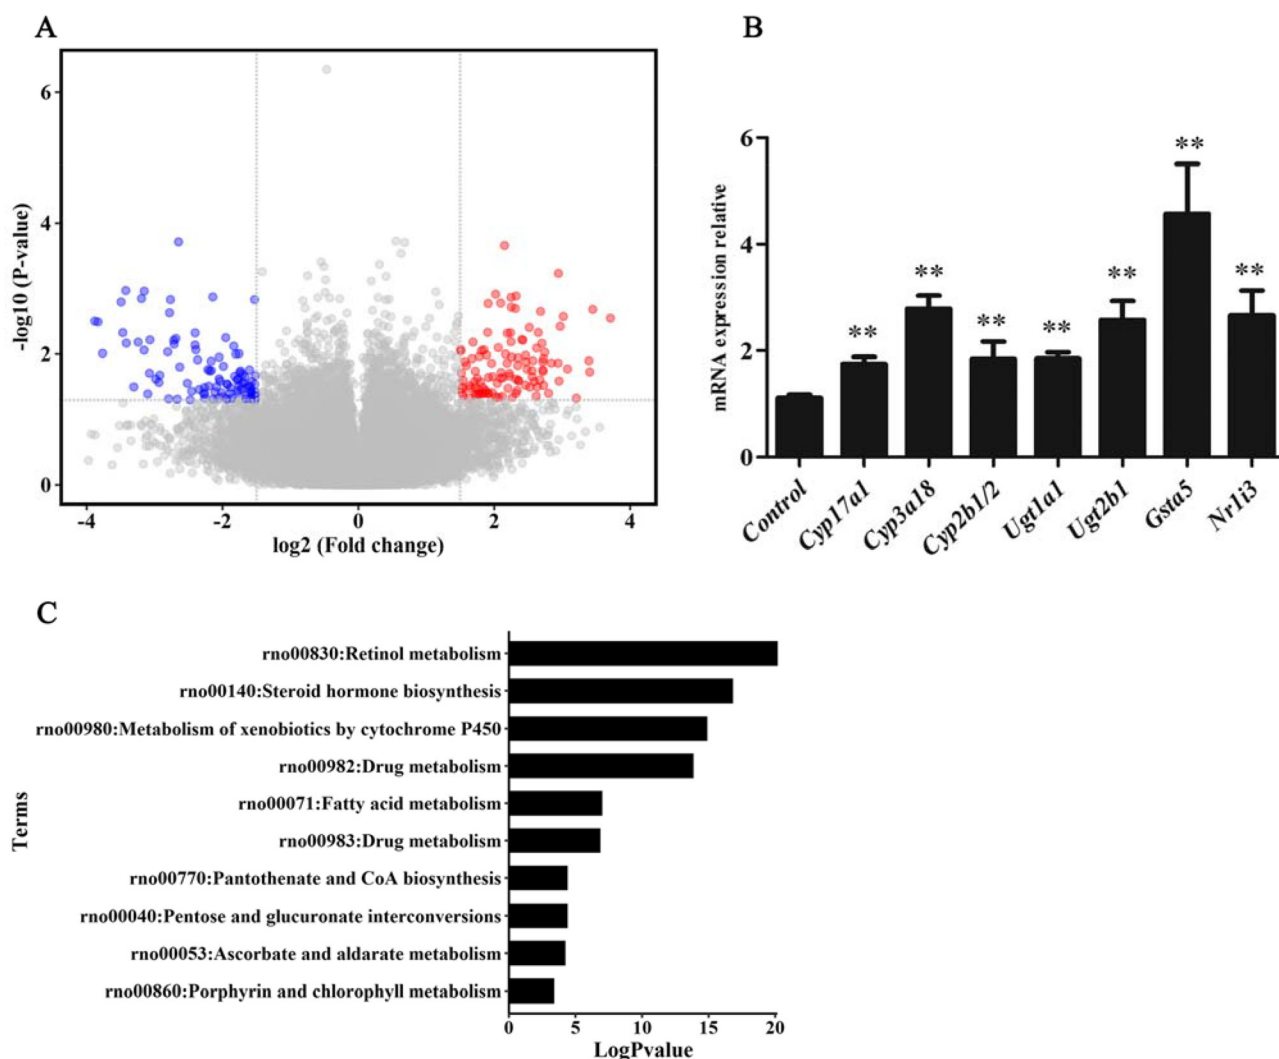 A
-log10 (P-value)
6
4
2
0
-4
-2
0
2
4
log2 (Fold change)
B
mRNA expression relative
6
4
2
0
**
**
**
**
**
**
**
Control
Cyp17a1
Cyp3a18
Cyp2b1/2
Ugt1a1
Ugt2b1
Gsta5
Nr1i3
C
Terms
rno00830:Retinol metabolism
rno00140:Steroid hormone biosynthesis
rno00980:Metabolism of xenobiotics by cytochrome P450
rno00982:Drug metabolism
rno00071:Fatty acid metabolism
rno00983:Drug metabolism
rno00770:Pantothenate and CoA biosynthesis
rno00040:Pentose and glucuronate interconversions
rno00053:Ascorbate and aldarate metabolism
rno00860:Porphyrin and chlorophyll metabolism
0
5
10
15
20
LogPvalue